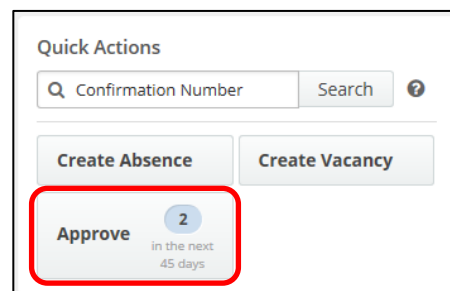 Quick Actions
Confirmation Number Search ?
Create Absence Create Vacancy
Approve 2
in the next
45 days